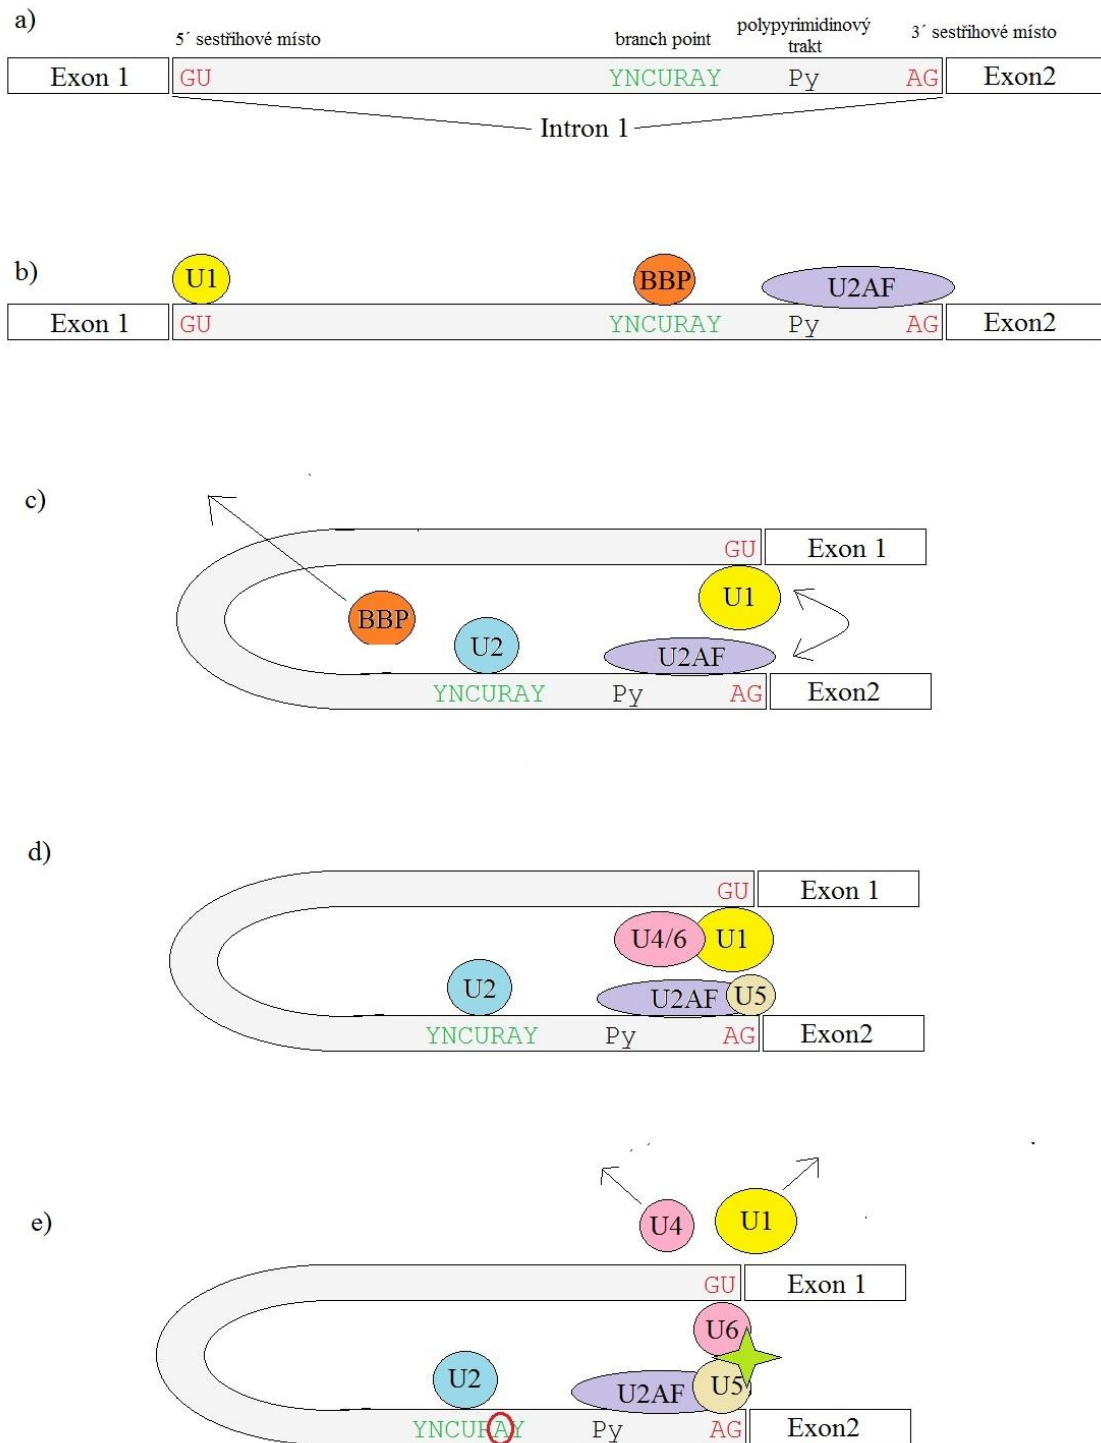 a)
5´ sestřihové místo
branch point
polypyrimidinový
trakt
3´ sestřihové místo
Exon 1 GU YNCURAY Py AG Exon2
Intron 1
b)
U1 BBP U2AF
Exon 1 GU YNCURAY Py AG Exon2
c)
GU Exon 1
BBP U2 U1
U2AF
YNCURAY Py AG Exon2
d)
GU Exon 1
U4/6 U1
U2 U2AF U5
YNCURAY Py AG Exon2
e)
U4 U1
GU Exon 1
U6
U2 U2AF U5
YNCURAY Py AG Exon2